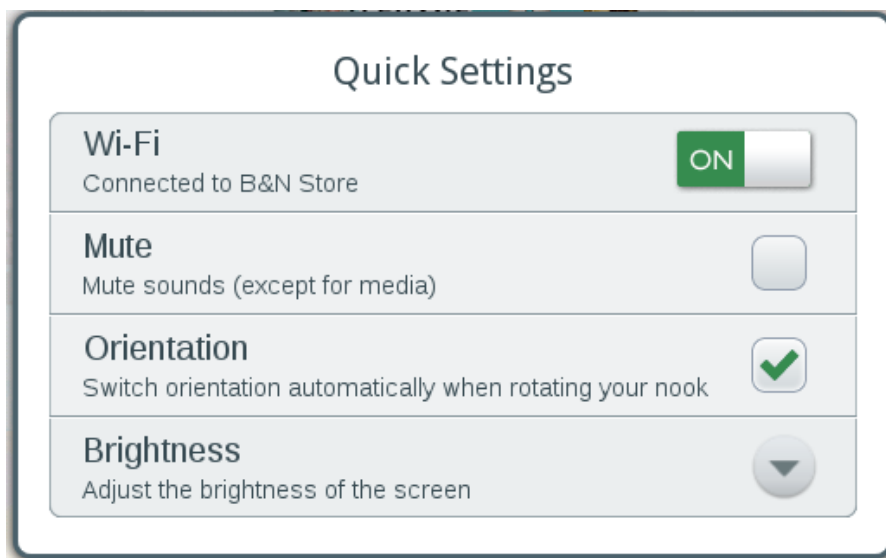 Quick Settings
Wi-Fi
ON
Connected to B&N Store
Mute
Mute sounds (except for media)
Orientation
Switch orientation automatically when rotating your nook
Brightness
Adjust the brightness of the screen